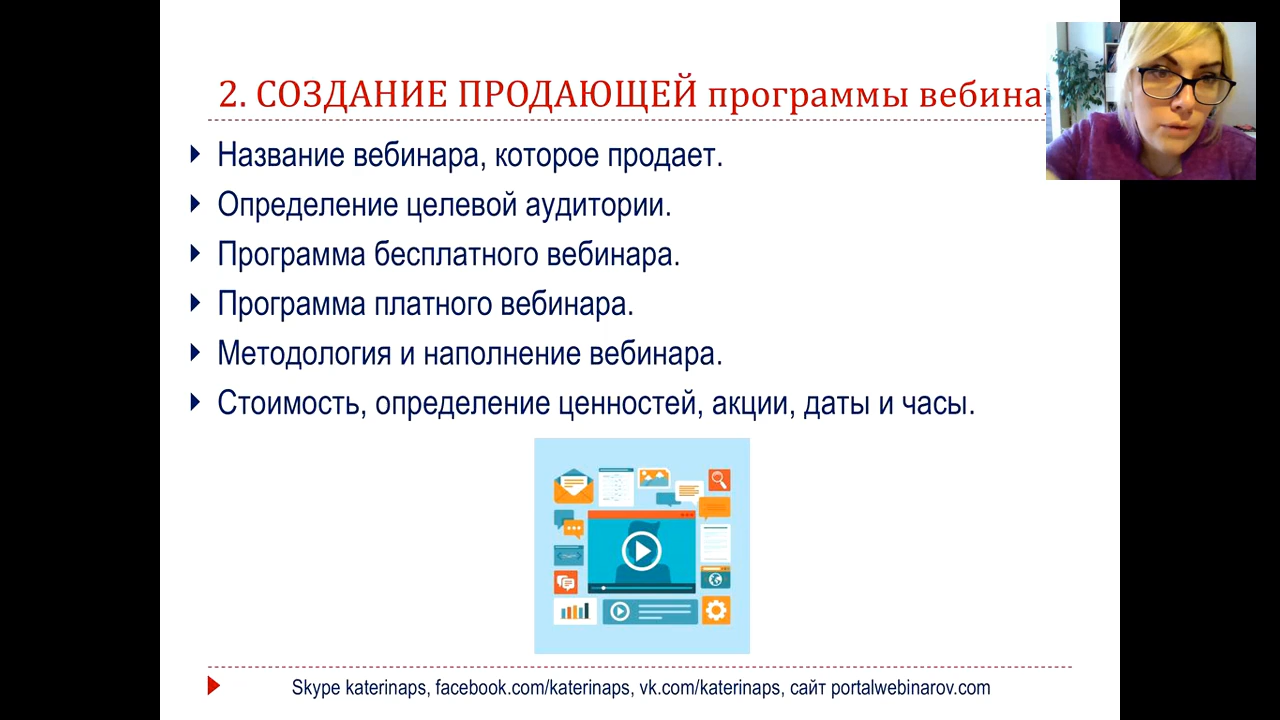 2. СОЗДАНИЕ ПРОДАЮЩЕЙ программы вебина
Название вебинара, которое продает.
Определение целевой аудитории.
Программа бесплатного вебинара.
Программа платного вебинара.
Методология и наполнение вебинара.
Стоимость, определение ценностей, акции, даты и часы.
Skype katerinaps, facebook.com/katerinaps, vk.com/katerinaps, сайт portalwebinarov.com